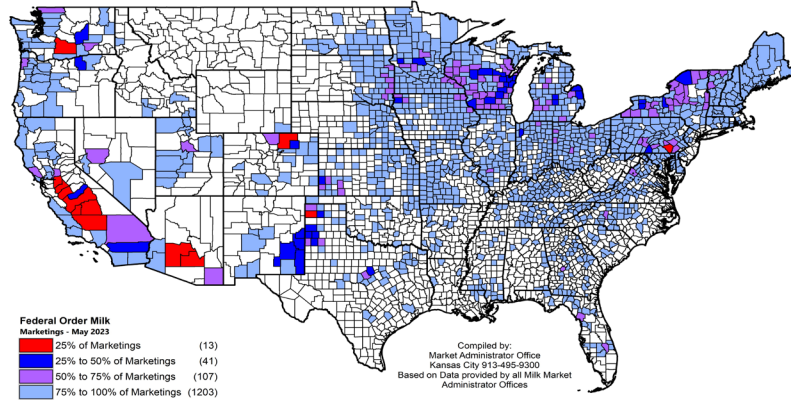 Federal Order Milk
Marketings - May 2023
25% of Marketings (13)
25% to 50% of Marketings (41)
50% to 75% of Marketings (107)
75% to 100% of Marketings (1203)
Compiled by:
Market Administrator Office
Kansas City 913-495-9300
Based on Data provided by all Milk Market
Administrator Offices